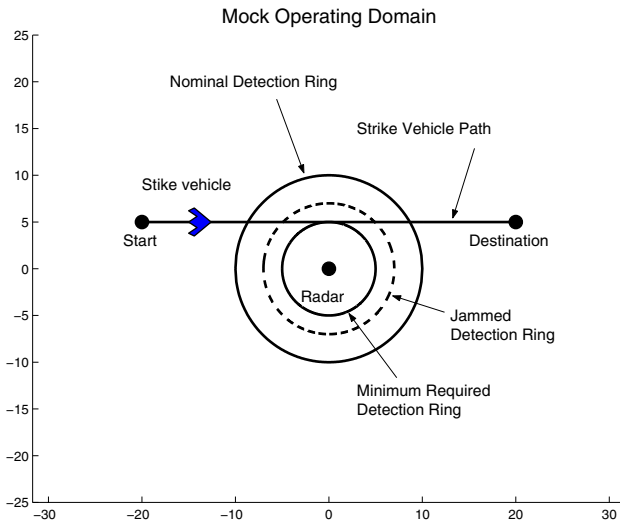 Mock Operating Domain
25
20
15
10
5
0
−5
−10
−15
−20
−25
Nominal Detection Ring
Strike Vehicle Path
Stike vehicle
Start
Destination
Radar
Jammed
Detection Ring
Minimum Required
Detection Ring
−30
−20
−10
0
10
20
30